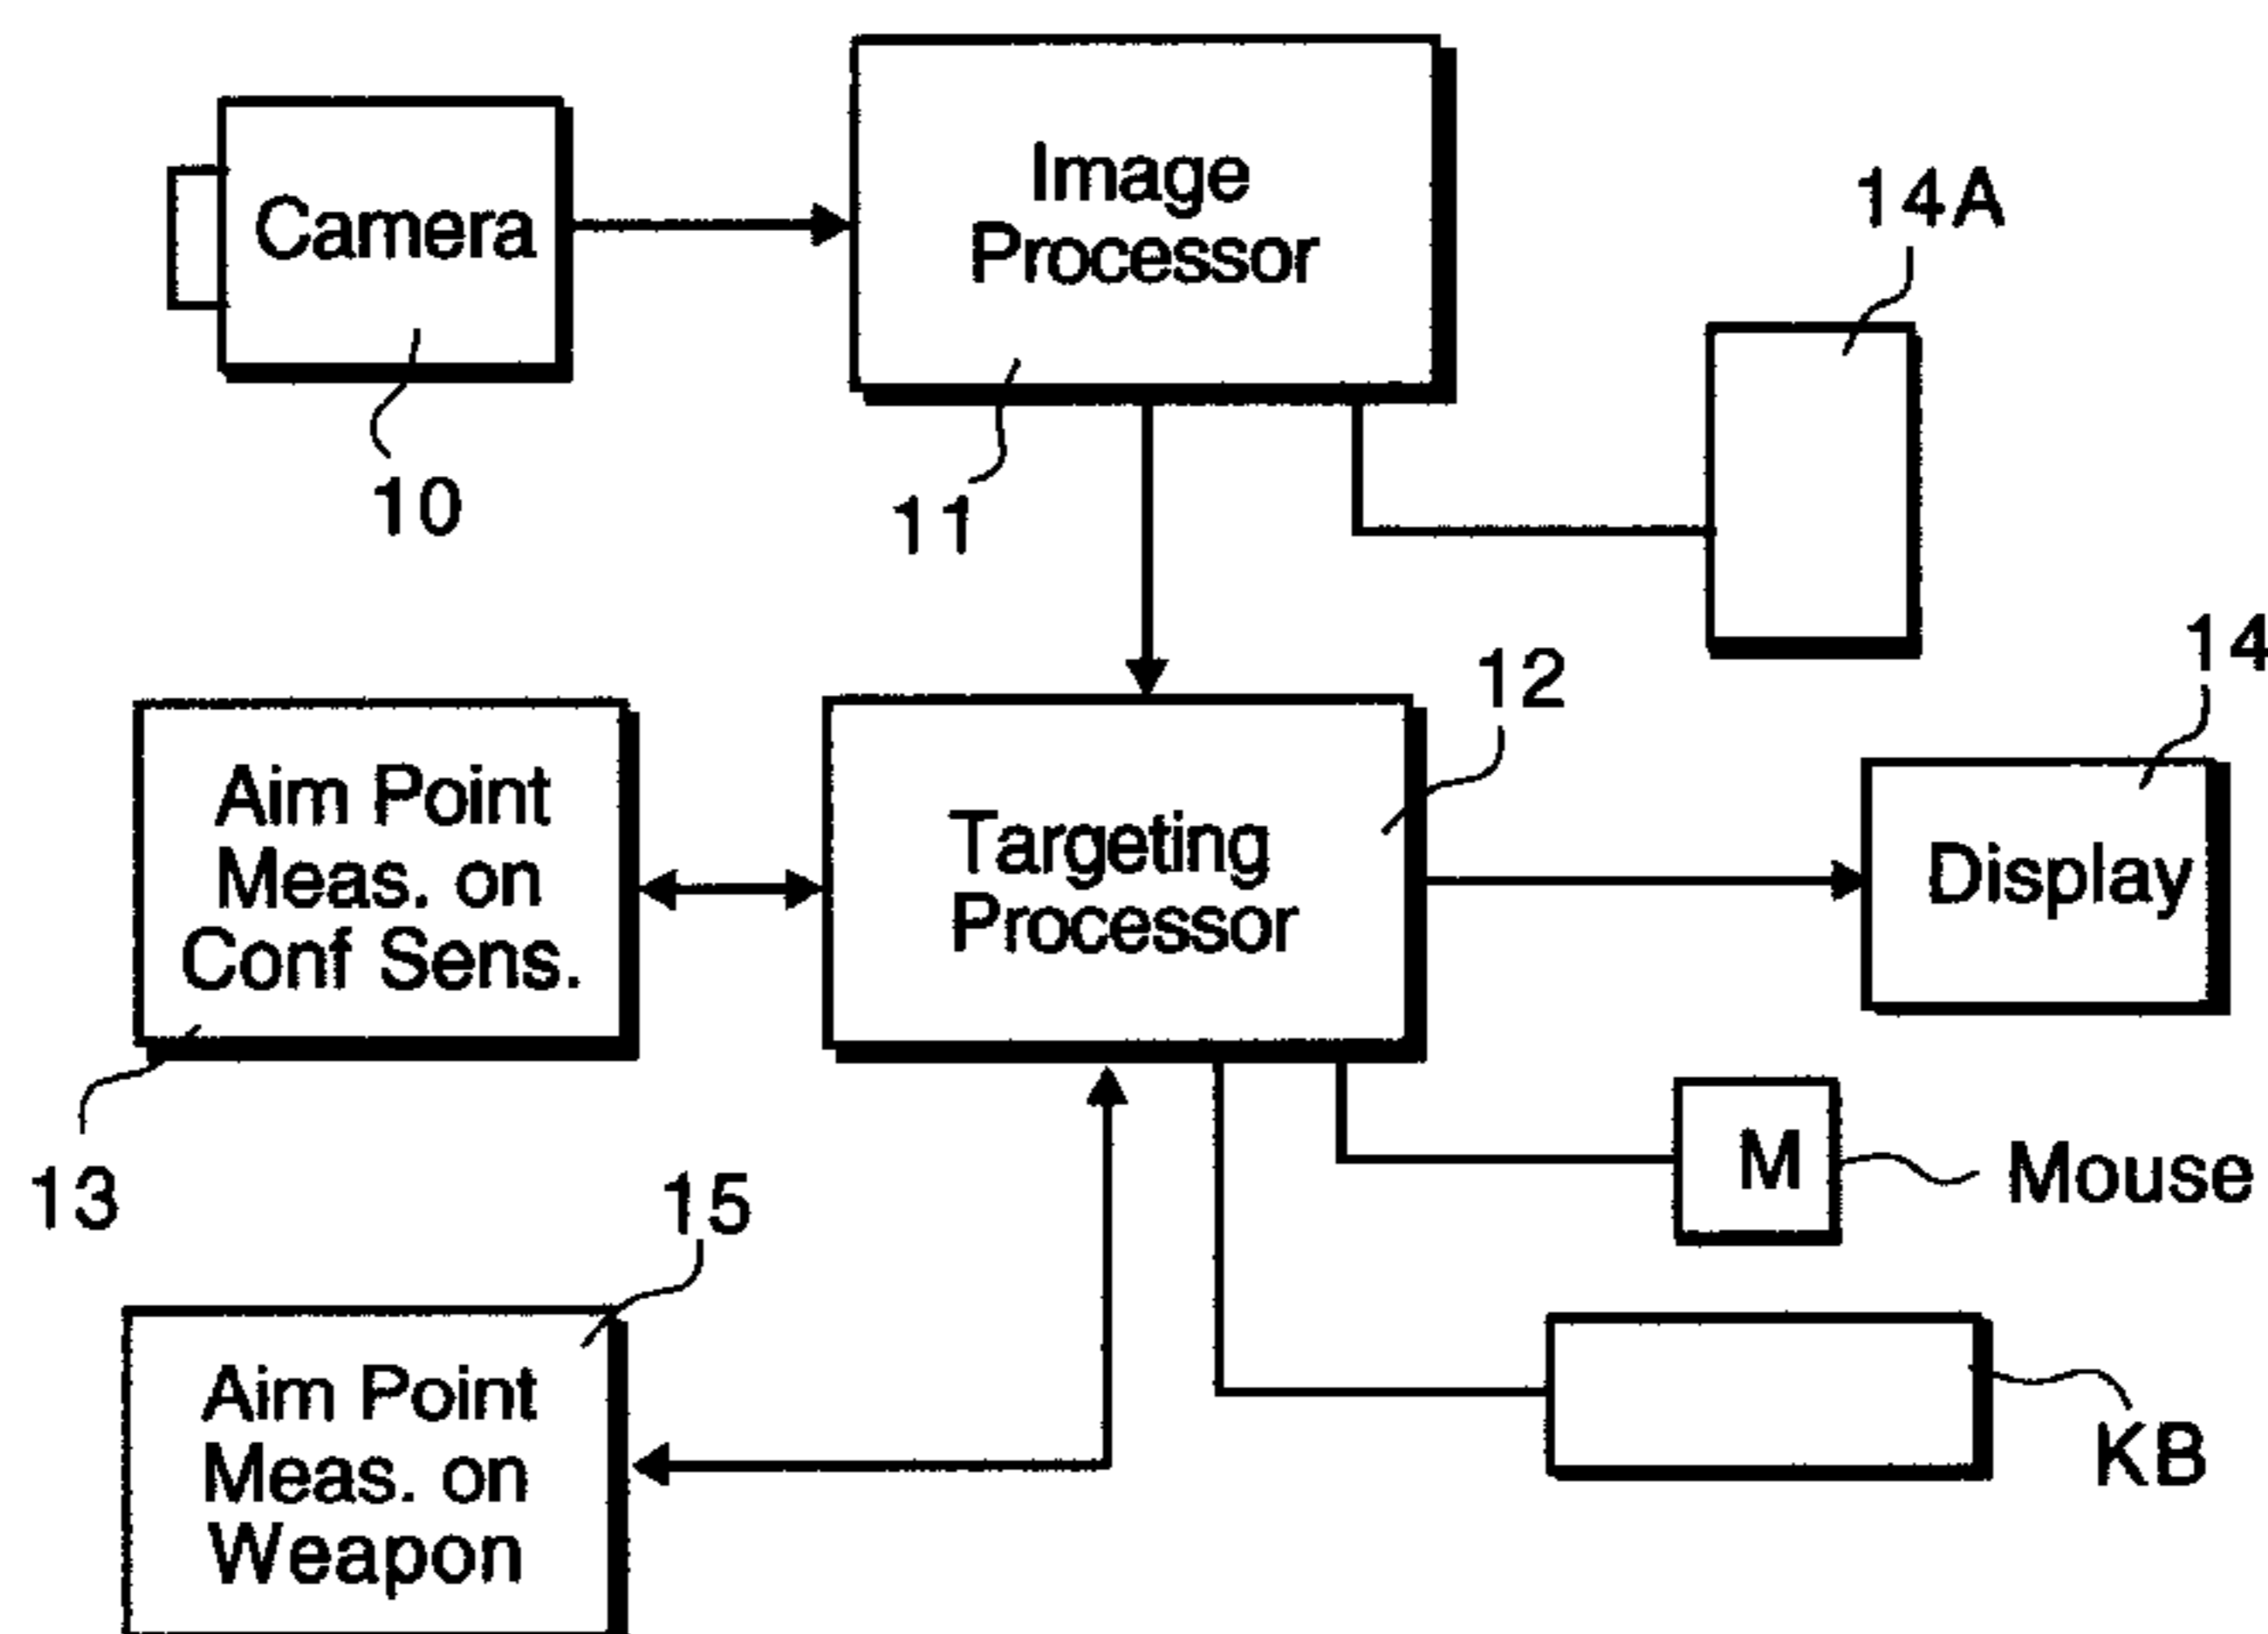 Camera
10
Image
Processor
11
14A
12
14
Aim Point
Meas. on
Conf Sens.
13
Targeting
Processor
Display
M
Mouse
15
Aim Point
Meas. on
Weapon
KB